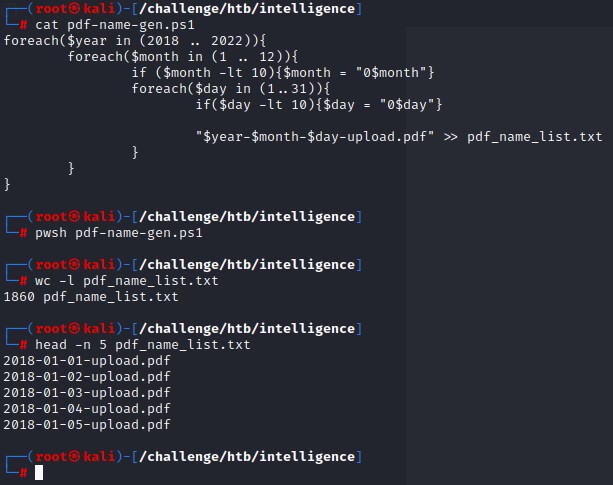 ┌──(root㉿kali)-[/challenge/htb/intelligence]
└─# cat pdf-name-gen.ps1
foreach($year in (2018 .. 2022)){
        foreach($month in (1 .. 12)){
                if ($month -lt 10){$month = "0$month"}
                foreach($day in (1..31)){
                        if($day -lt 10){$day = "0$day"}

                        "$year-$month-$day-upload.pdf" >> pdf_name_list.txt
                }
        }
}

┌──(root㉿kali)-[/challenge/htb/intelligence]
└─# pwsh pdf-name-gen.ps1

┌──(root㉿kali)-[/challenge/htb/intelligence]
└─# wc -l pdf_name_list.txt
1860 pdf_name_list.txt

┌──(root㉿kali)-[/challenge/htb/intelligence]
└─# head -n 5 pdf_name_list.txt
2018-01-01-upload.pdf
2018-01-02-upload.pdf
2018-01-03-upload.pdf
2018-01-04-upload.pdf
2018-01-05-upload.pdf

┌──(root㉿kali)-[/challenge/htb/intelligence]
└─#